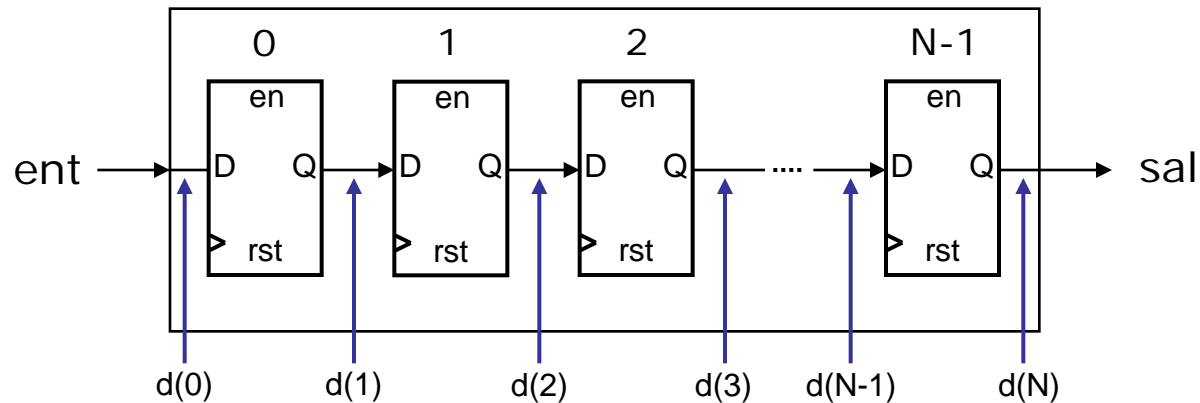 0 1 2 N-1
en en en en
ent D Q D Q D Q .... D Q sal
rst rst rst rst
d(0) d(1) d(2) d(3) d(N-1) d(N)